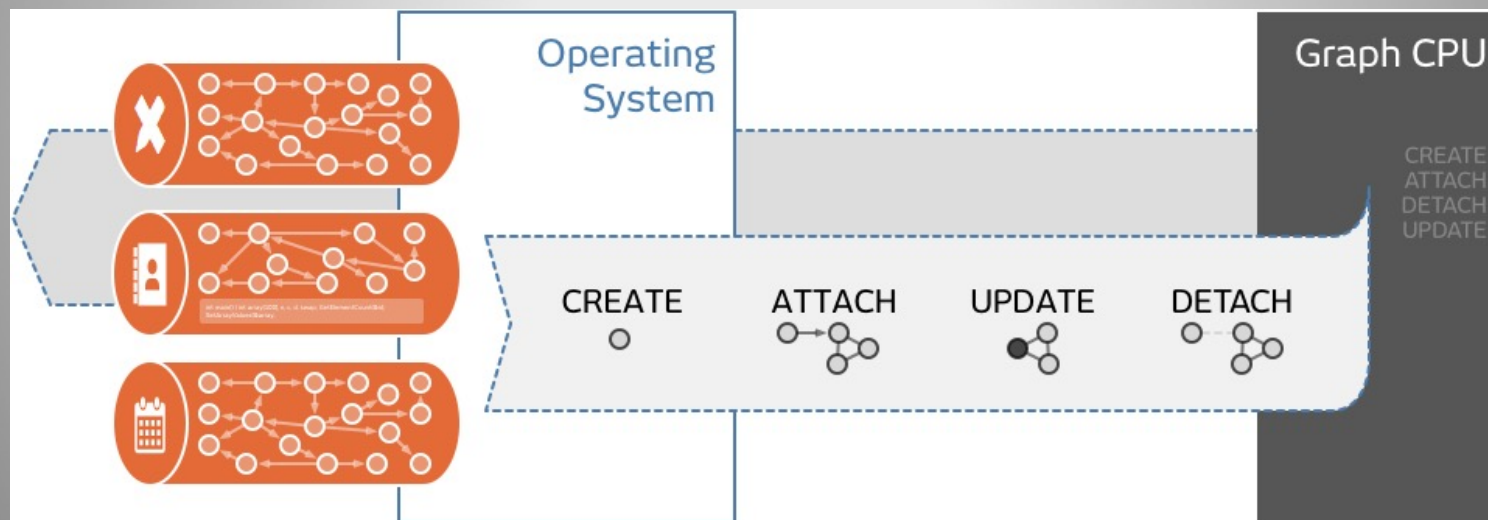 Operating
System
Graph CPU
CREATE
ATTACH
DETACH
UPDATE
CREATE ATTACH UPDATE DETACH